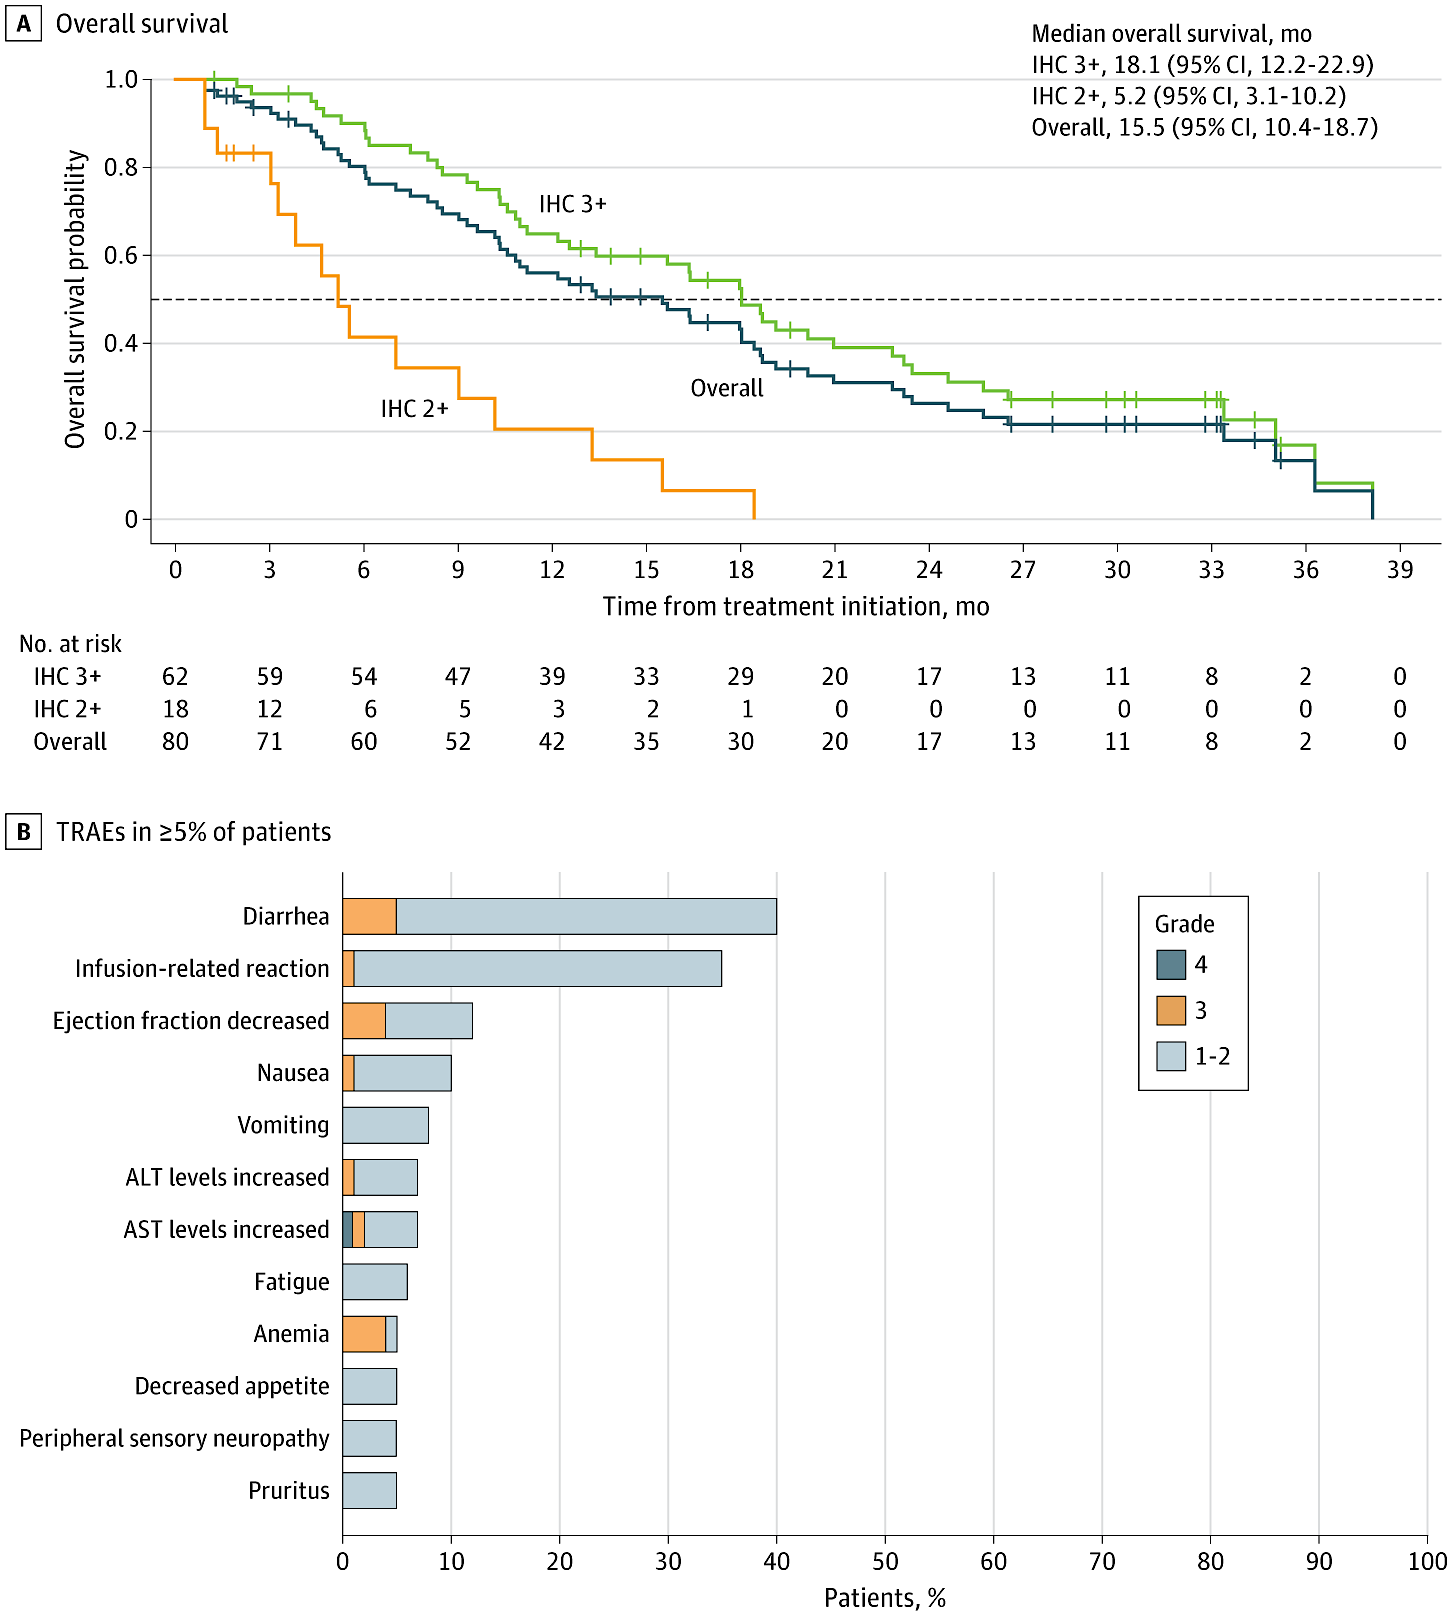 A Overall survival
Median overall survival, mo
IHC 3+, 18.1 (95% CI, 12.2-22.9)
IHC 2+, 5.2 (95% CI, 3.1-10.2)
Overall, 15.5 (95% CI, 10.4-18.7)
Overall survival probability
1.0
0.8
0.6
0.4
0.2
0
IHC 3+
Overall
IHC 2+
0 3 6 9 12 15 18 21 24 27 30 33 36 39
Time from treatment initiation, mo
No. at risk
IHC 3+ 62 59 54 47 39 33 29 20 17 13 11 8 2 0
IHC 2+ 18 12 6 5 3 2 1 0 0 0 0 0 0 0
Overall 80 71 60 52 42 35 30 20 17 13 11 8 2 0
B TRAEs in ≥5% of patients
Diarrhea
Infusion-related reaction
Ejection fraction decreased
Nausea
Vomiting
ALT levels increased
AST levels increased
Fatigue
Anemia
Decreased appetite
Peripheral sensory neuropathy
Pruritus
Grade
4
3
1-2
0 10 20 30 40 50 60 70 80 90 100
Patients, %